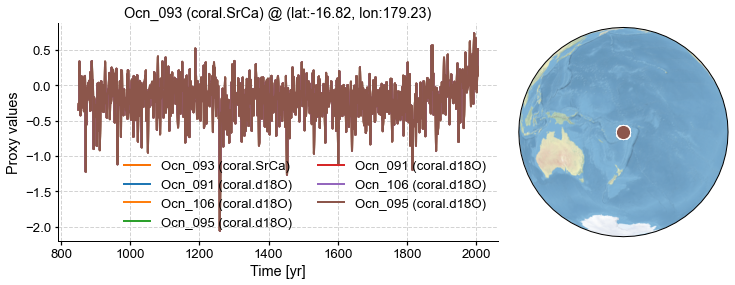 Ocn_093 (coral.SrCa) @ (lat:-16.82, lon:179.23)
Proxy values
0.5
0.0
−0.5
−1.0
−1.5
−2.0
Ocn_093 (coral.SrCa)
Ocn_091 (coral.d18O)
Ocn_106 (coral.d18O)
Ocn_095 (coral.d18O)
Ocn_091 (coral.d18O)
Ocn_106 (coral.d18O)
Ocn_095 (coral.d18O)
800 1000 1200 1400 1600 1800 2000
Time [yr]